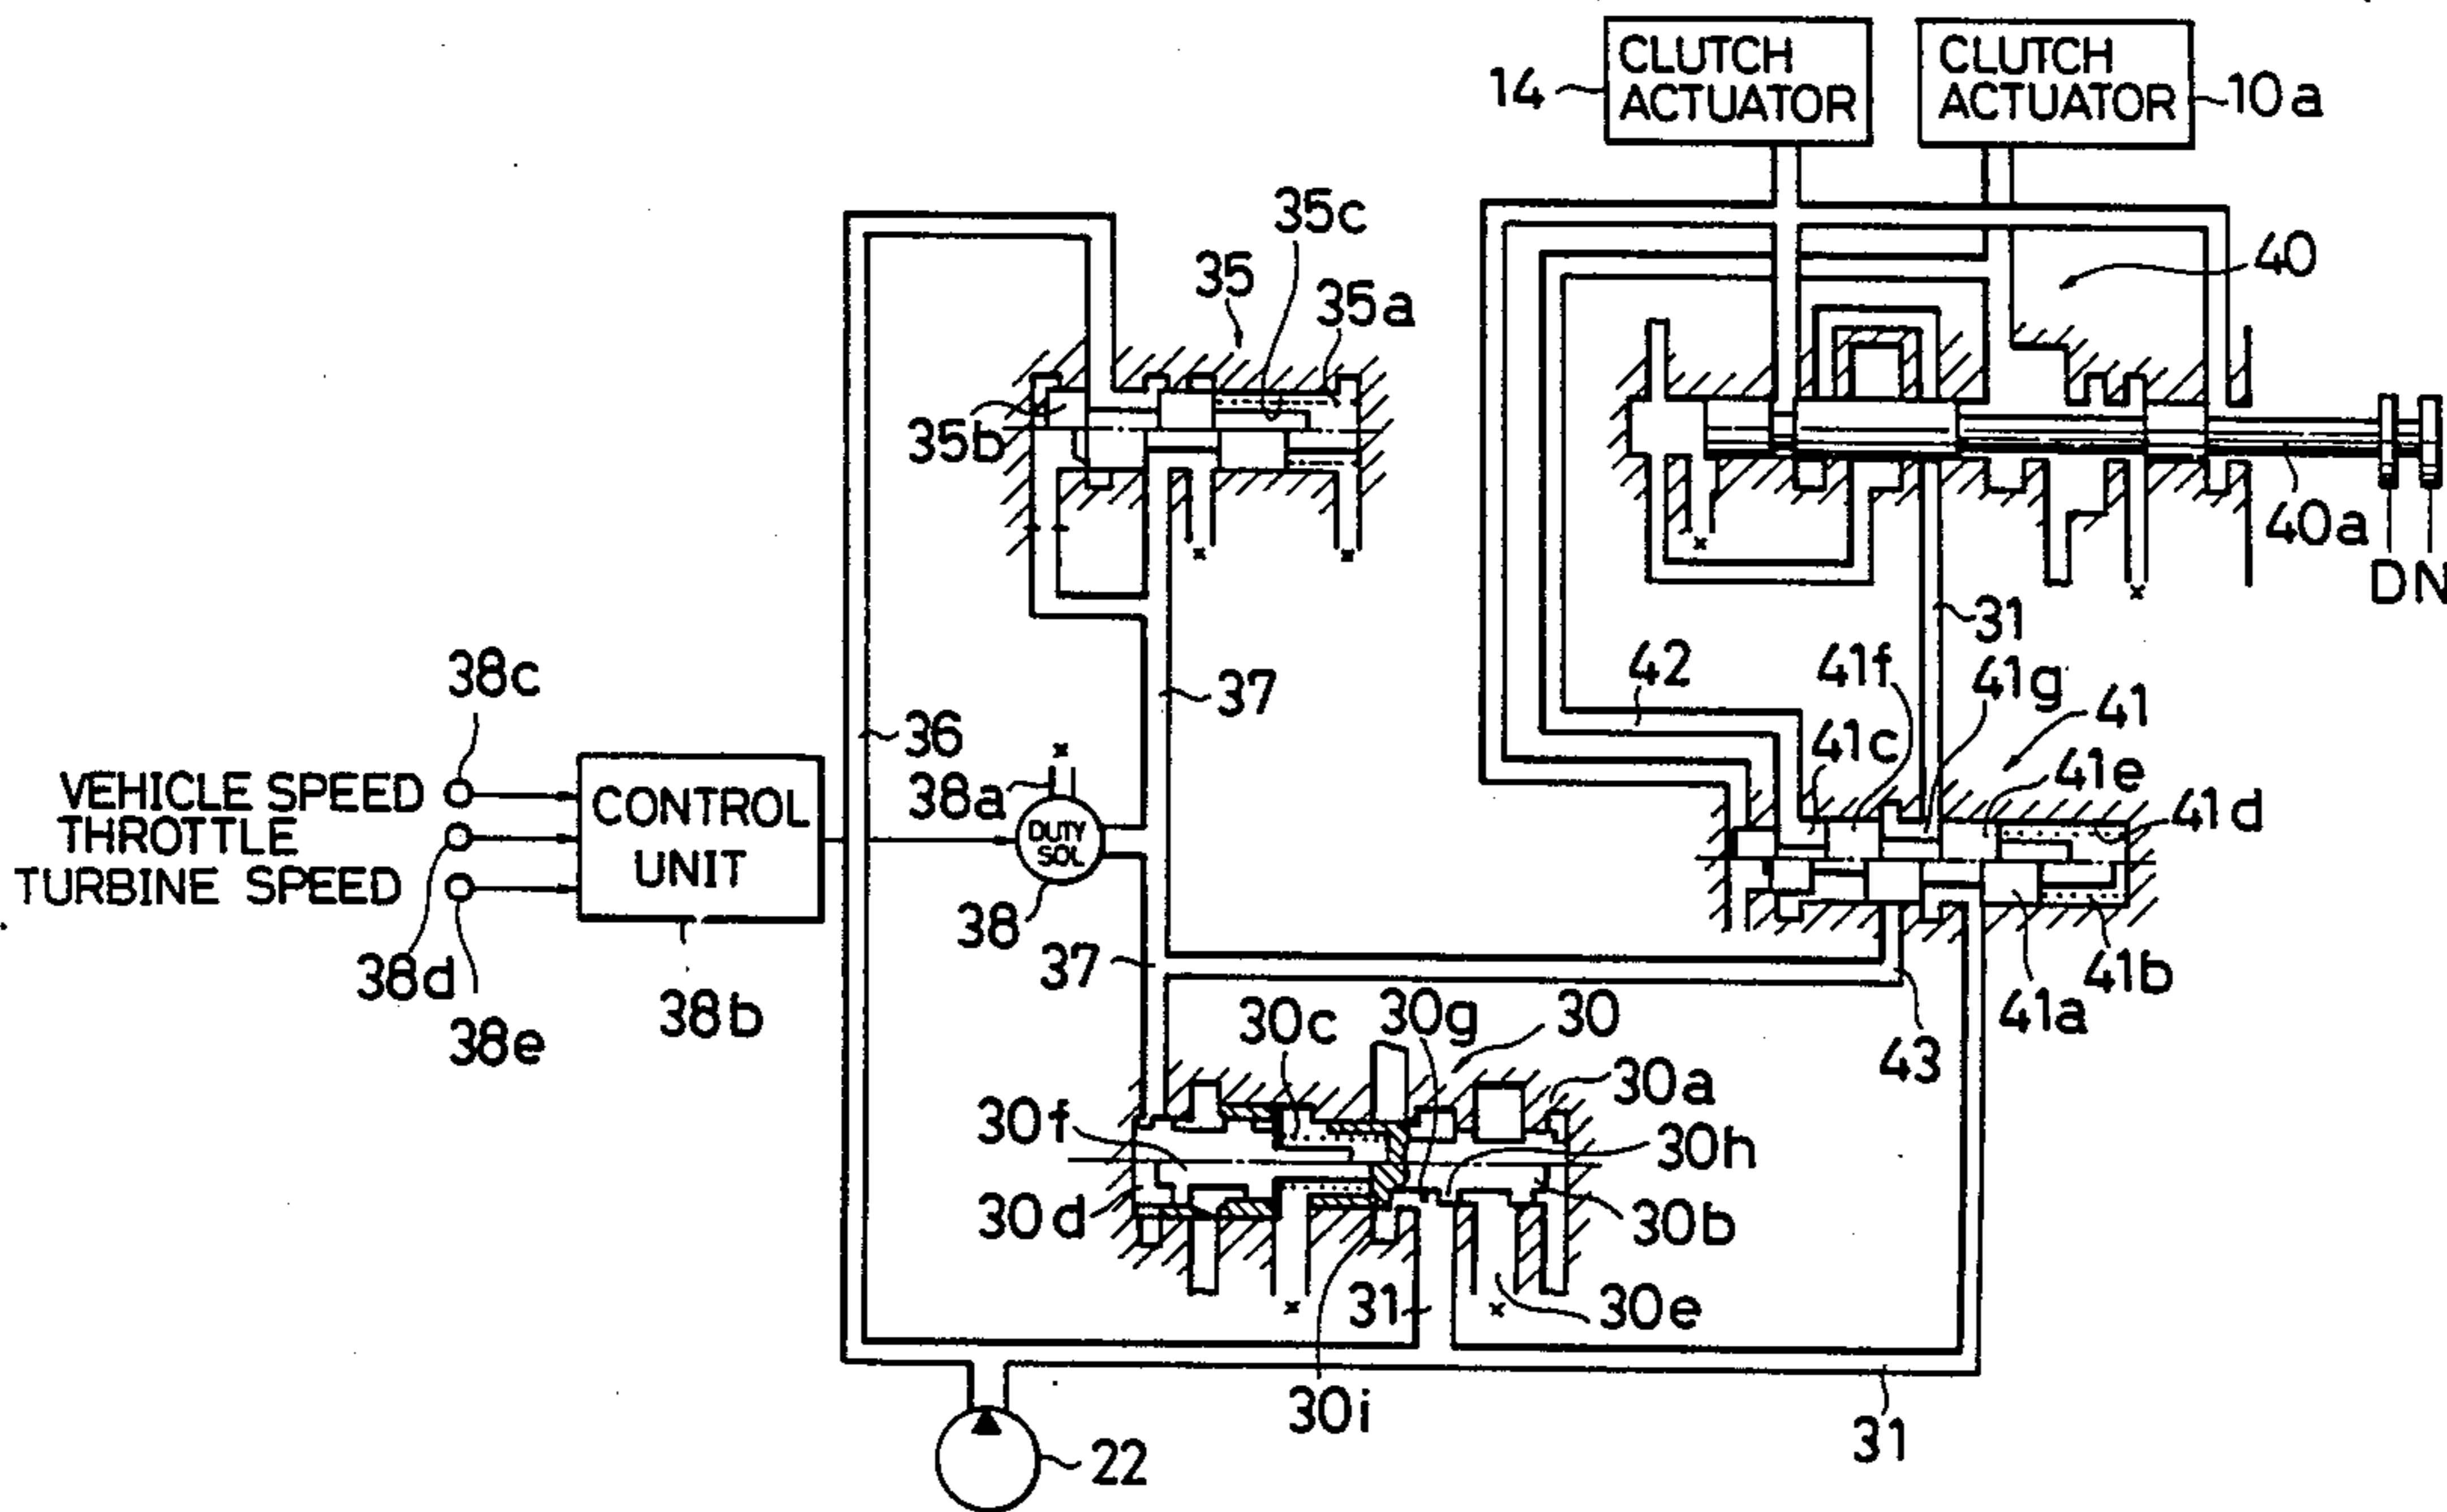 CLUTCH
ACTUATOR
14
CLUTCH
ACTUATOR
10a
35c
35
35a
40
35b
40a
D N
31
38c
37
42
41f
41g
41
36
41c
41e
VEHICLE SPEED
THROTTLE
TURBINE SPEED
CONTROL
UNIT
38a
DUTY
SOL
41d
38
37
38d
38b
38e
41a
41b
30c
30g
30
43
30a
30f
30h
30d
30b
31
30e
30i
31
22